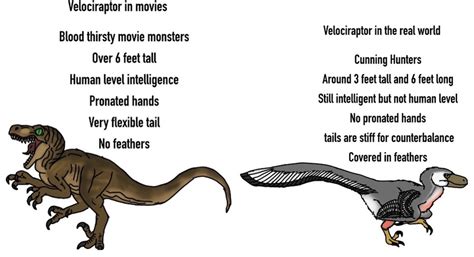 Velociraptor in movies
Blood thirsty movie monsters
Over 6 feet tall
Human level intelligence
Pronated hands
Very flexible tail
No feathers
Velociraptor in the real world
Cunning Hunters
Around 3 feet tall and 6 feet long
Still intelligent but not human level
No pronated hands
tails are stiff for counterbalance
Covered in feathers